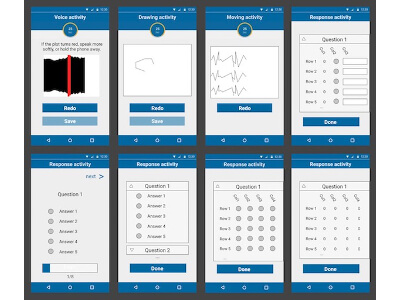 Voice activity
If the plot turns red, speak more
softly, or hold the phone away.
Redo
Save
Drawing activity
Redo
Save
Moving activity
Redo
Response activity
Question 1
Row 1
Row 2
Row 3
Row 4
Row 5
Done
Response activity
next >
Question 1
Answer 1
Answer 2
Answer 3
Answer 4
Answer 5
1/8
Response activity
Question 1
Answer 1
Answer 2
Answer 3
Answer 4
Answer 5
Question 2
Done
Response activity
Question 1
Row 1
Row 2
Row 3
Row 4
Row 5
Done
Response activity
Question 1
Row 1
Row 2
Row 3
Row 4
Row 5
Done